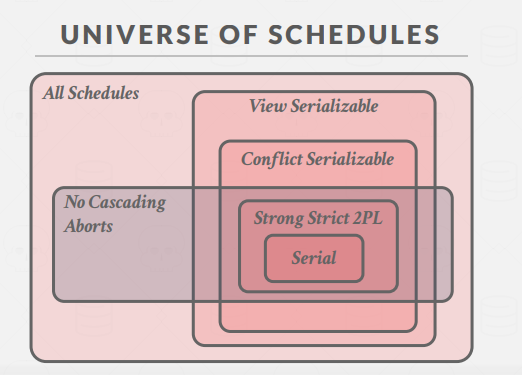 UNIVERSE OF SCHEDULES
All Schedules
View Serializable
Conflict Serializable
No Cascading
Aborts
Strong Strict 2PL
Serial